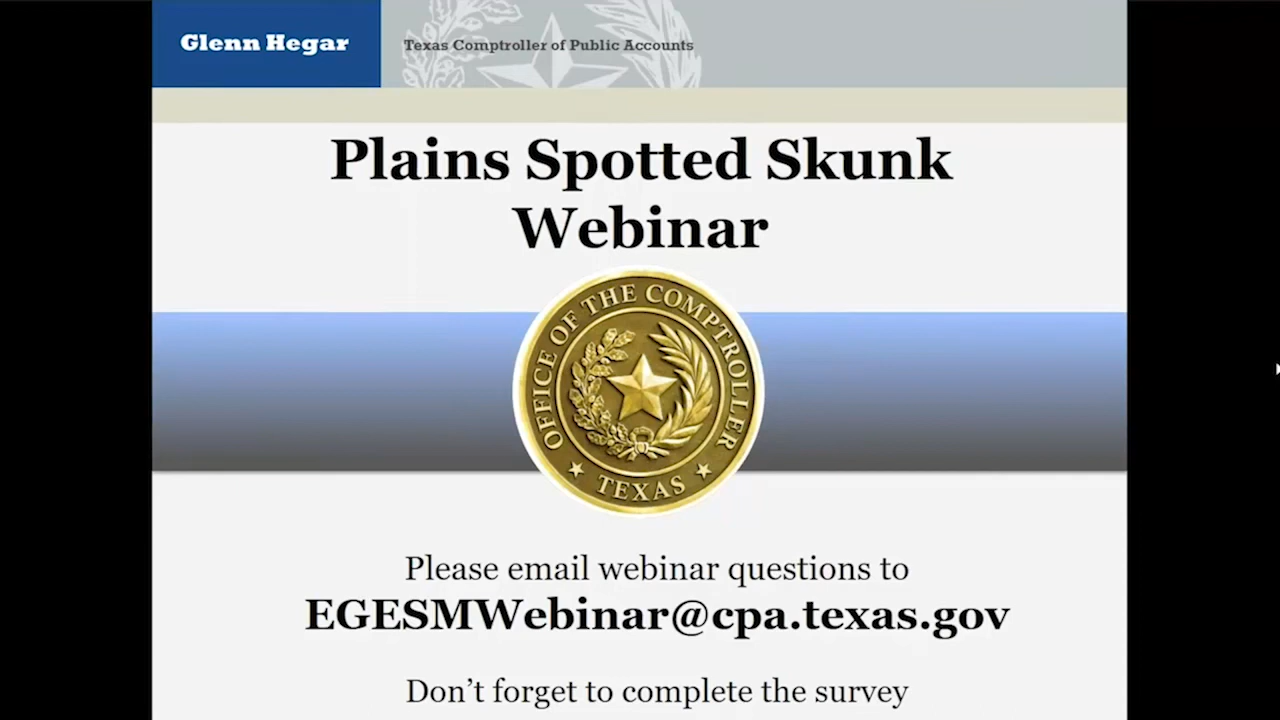 Glenn Hegar
Texas Comptroller of Public Accounts
Plains Spotted Skunk
Webinar
OFFICE OF THE COMPTROLLER
TEXAS
Please email webinar questions to
EGESMWebinar@cpa.texas.gov
Don't forget to complete the survey